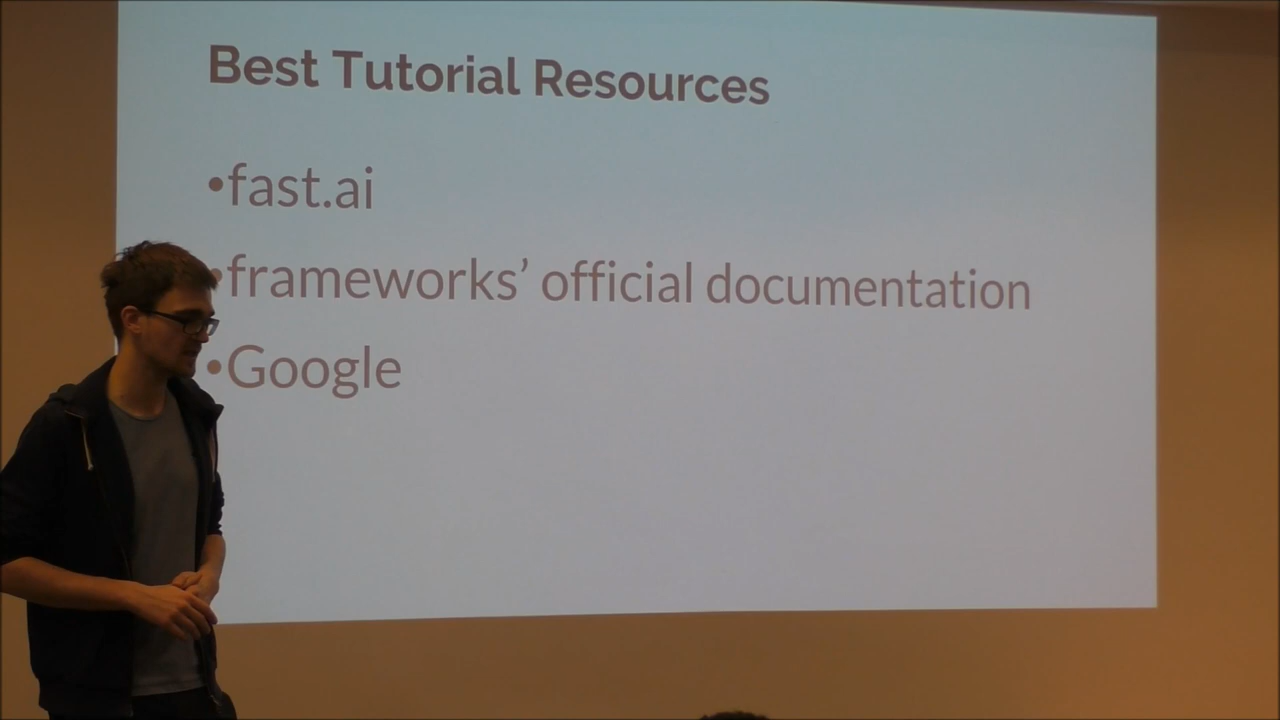 Best Tutorial Resources
•fast.ai
•frameworks’ official documentation
•Google